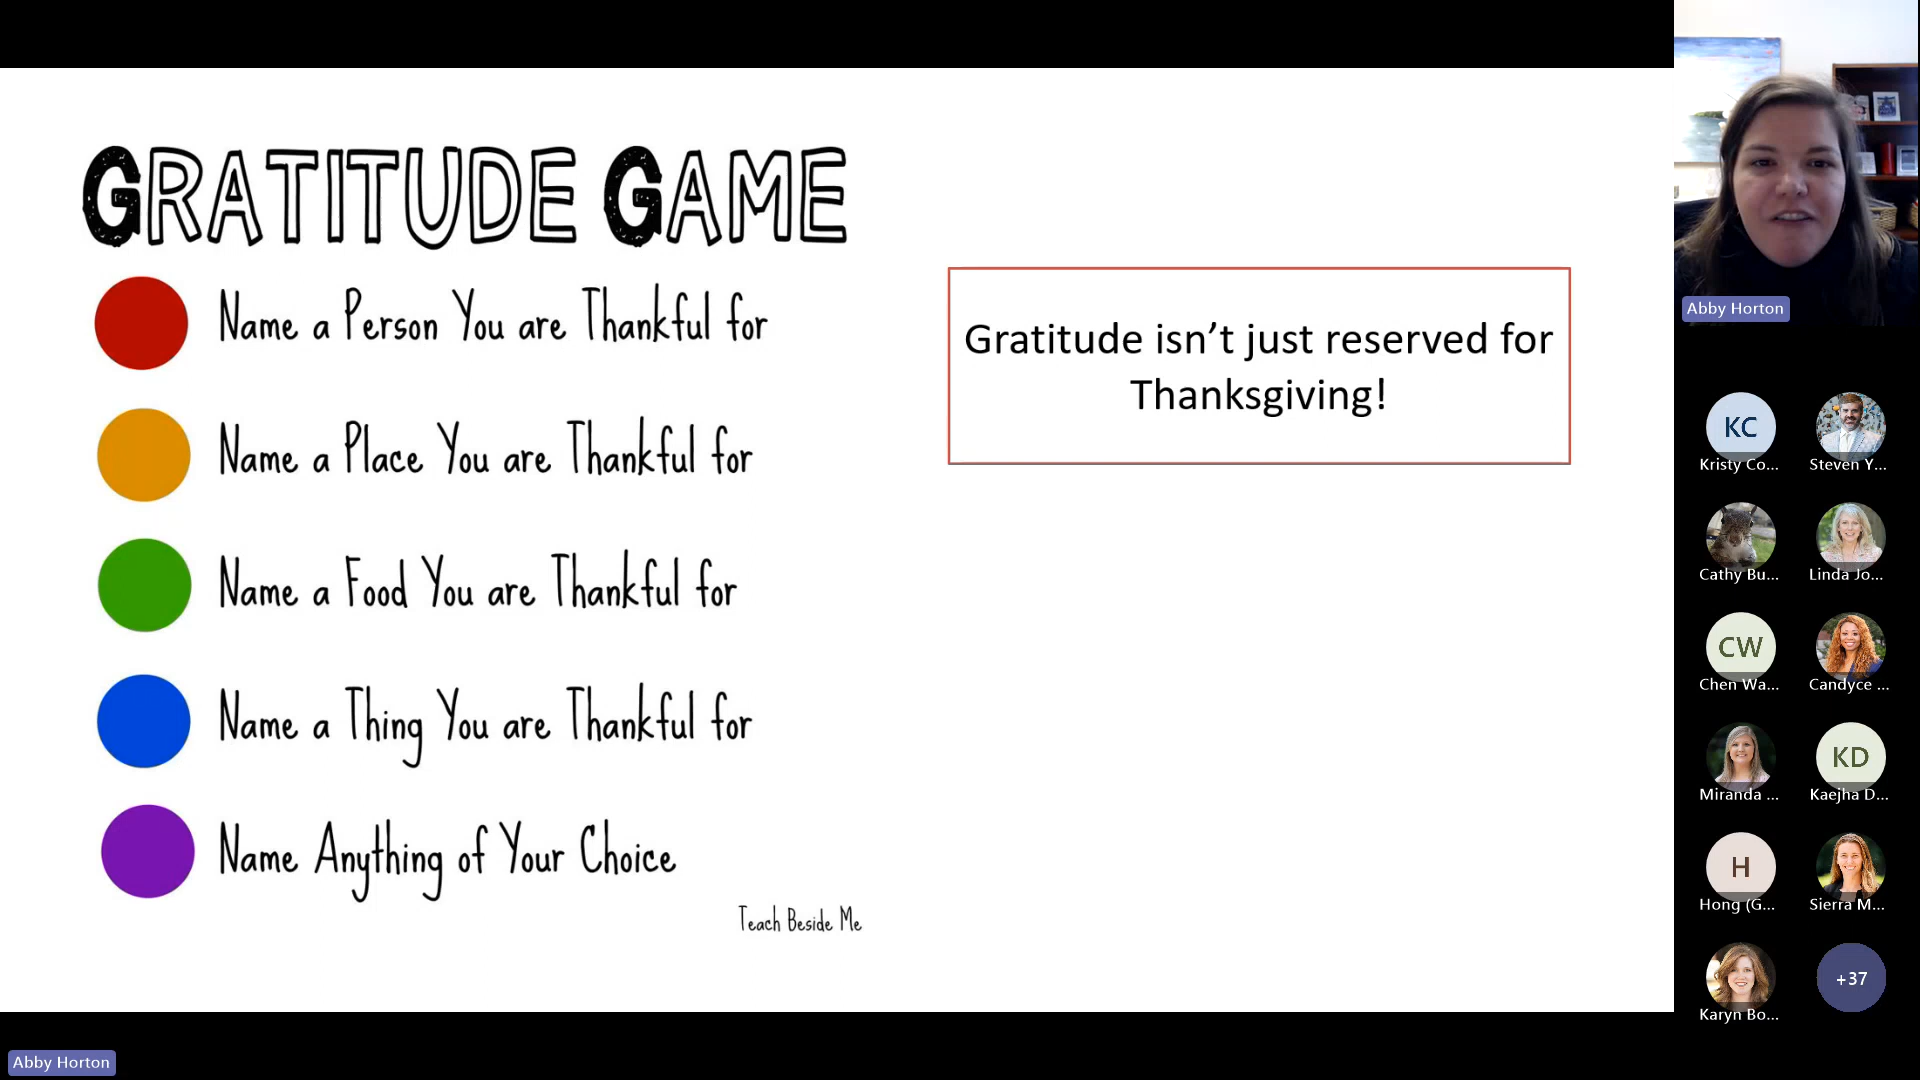 GRATITUDE GAME
Name a Person You are Thankful for
Name a Place You are Thankful for
Name a Food You are Thankful for
Name a Thing You are Thankful for
Name Anything of Your Choice
Teach Beside Me
Gratitude isn’t just reserved for
Thanksgiving!
Abby Horton
KC
Kristy Co...
Steven Y...
Cathy Bu...
Linda Jo...
CW
Chen Wa...
Candyce ...
Miranda ...
KD
Kaejha D...
H
Hong (G...
Sierra M...
Karyn Bo...
+37
Abby Horton